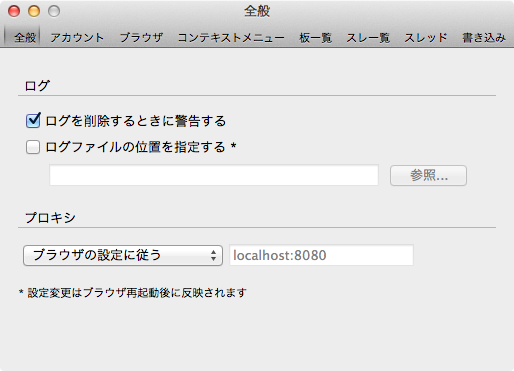 全般
全般 アカウント ブラウザ コンテキストメニュー 板一覧 スレ一覧 スレッド 書き込み
ログ
ログを削除するときに警告する
ログファイルの位置を指定する *
参照...
プロキシ
ブラウザの設定に従う localhost:8080
* 設定変更はブラウザ再起動後に反映されます